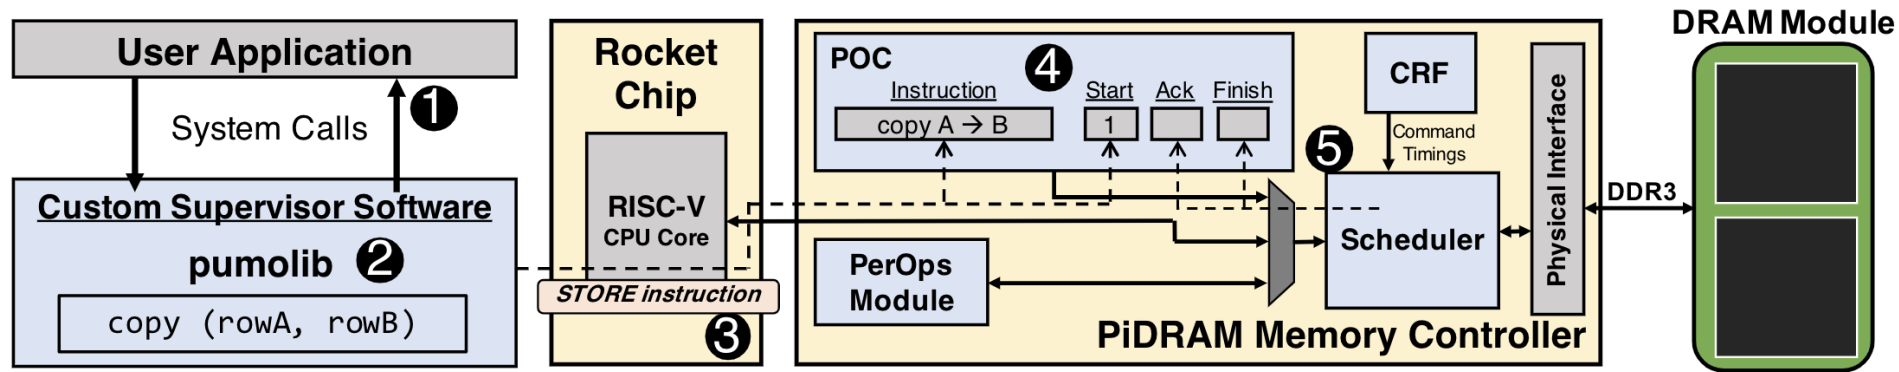 User Application
System Calls
1
Custom Supervisor Software
pumolib 2
copy (rowA, rowB)
Rocket
Chip
RISC-V
CPU Core
STORE instruction
3
POC
4
Instruction Start Ack Finish
copy A → B 1
PerOps
Module
CRF
Command
Timings
5
Scheduler
Physical Interface
PiDRAM Memory Controller
DDR3
DRAM Module